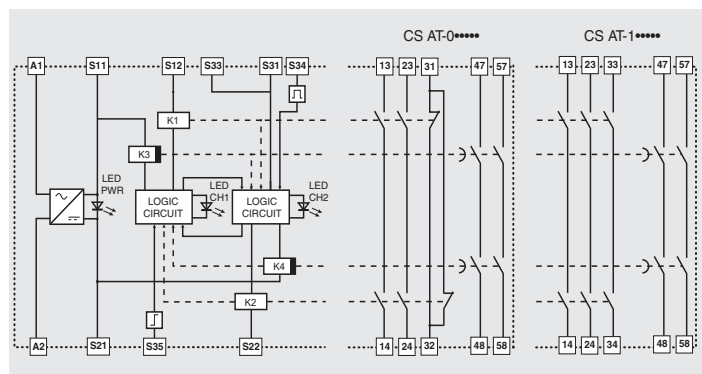 CS AT-0••••• CS AT-1•••••
A1 S11 S12 S33 S31 S34 13 23 31 47 57 13 23 33 47 57
K1
K3
LED PWR
LOGIC CIRCUIT
LED CH1
LOGIC CIRCUIT
LED CH2
K4
K2
A2 S21 S35 S22 14 24 32 48 58 14 24 34 48 58